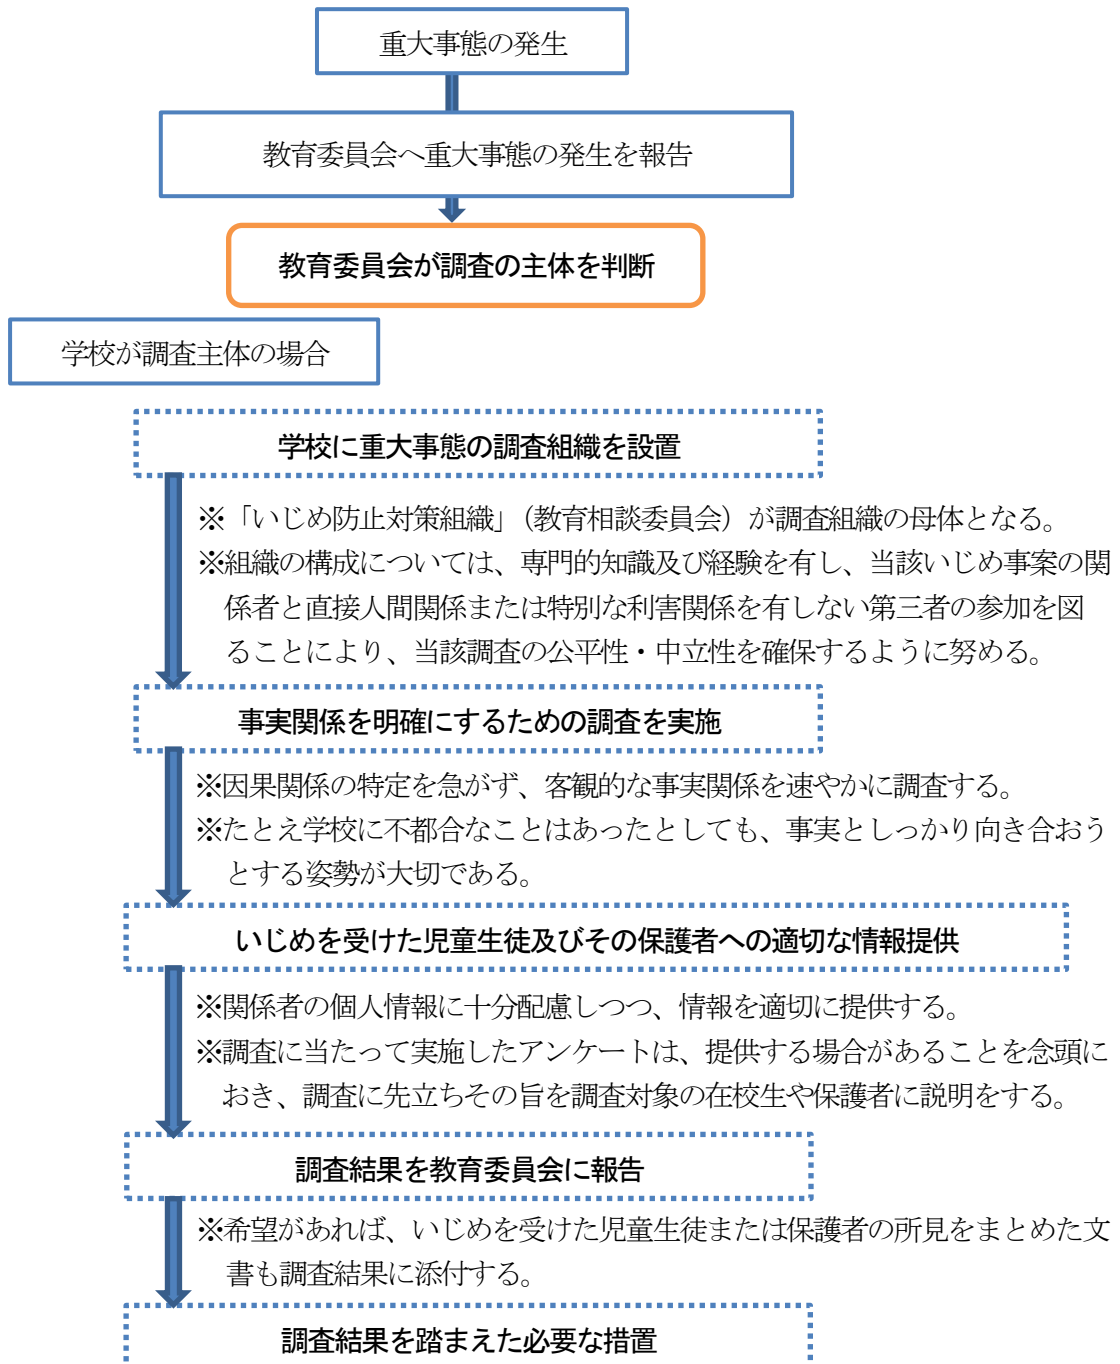 重大事態の発生
教育委員会へ重大事態の発生を報告
教育委員会が調査の主体を判断
学校が調査主体の場合
学校に重大事態の調査組織を設置
※「いじめ防止対策組織」（教育相談委員会）が調査組織の母体となる。
※組織の構成については、専門的知識及び経験を有し、当該いじめ事案の関
係者と直接人間関係または特別な利害関係を有しない第三者の参加を図
ることにより、当該調査の公平性・中立性を確保するように努める。
事実関係を明確にするための調査を実施
※因果関係の特定を急がず、客観的な事実関係を速やかに調査する。
※たとえ学校に不都合なことはあったとしても、事実としっかり向き合おう
とする姿勢が大切である。
いじめを受けた児童生徒及びその保護者への適切な情報提供
※関係者の個人情報に十分配慮しつつ、情報を適切に提供する。
※調査に当たって実施したアンケートは、提供する場合があることを念頭に
おき、調査に先立ちその旨を調査対象の在校生や保護者に説明をする。
調査結果を教育委員会に報告
※希望があれば、いじめを受けた児童生徒または保護者の所見をまとめた文
書も調査結果に添付する。
調査結果を踏まえた必要な措置